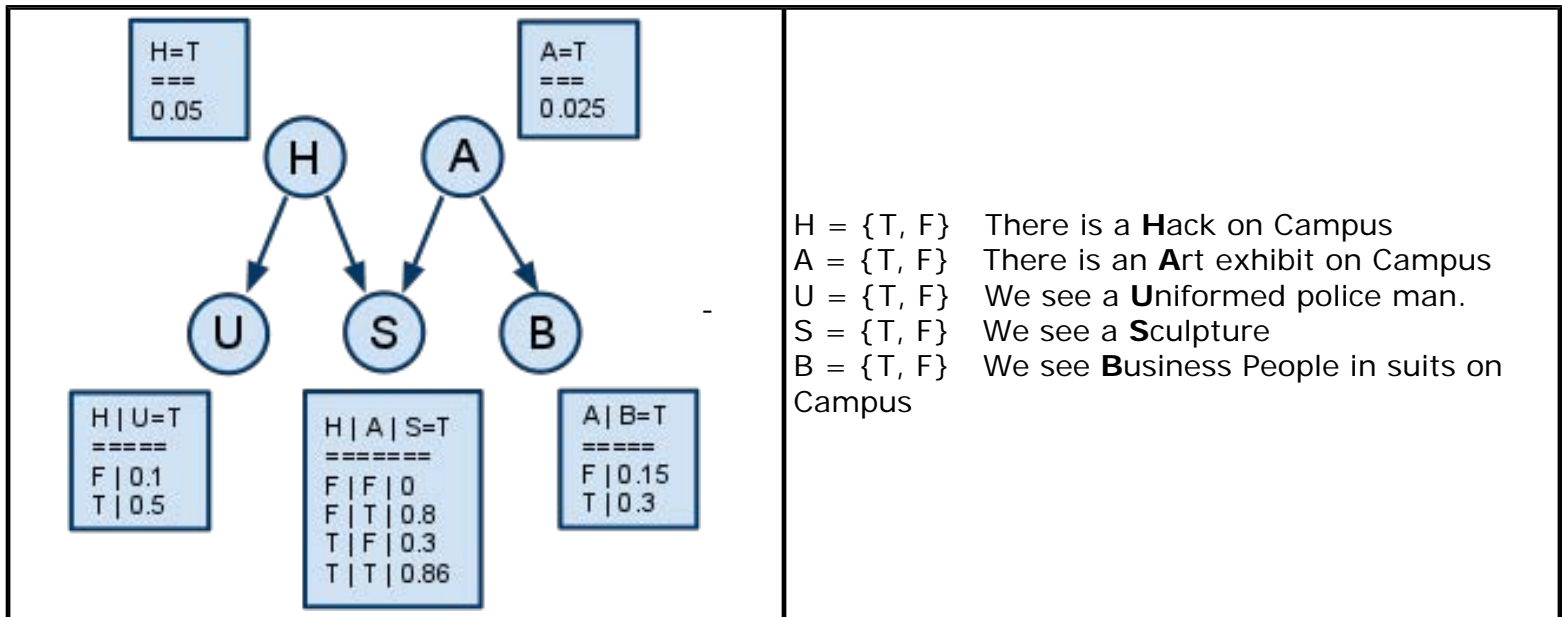 H=T
===
0.05
A=T
===
0.025
H
A
U
S
B
H | U=T
=====
F | 0.1
T | 0.5
H | A | S=T
=======
F | F | 0
F | T | 0.8
T | F | 0.3
T | T | 0.86
A | B=T
=====
F | 0.15
T | 0.3
-
H = {T, F} There is a Hack on Campus
A = {T, F} There is an Art exhibit on Campus
U = {T, F} We see a Uniformed police man.
S = {T, F} We see a Sculpture
B = {T, F} We see Business People in suits on
Campus